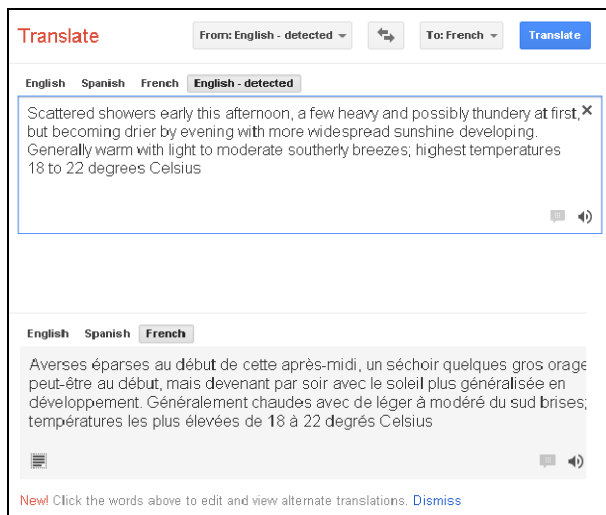 Translate From: English - detected To: French Translate
English Spanish French English - detected
Scattered showers early this afternoon, a few heavy and possibly thundery at first,
but becoming drier by evening with more widespread sunshine developing.
Generally warm with light to moderate southerly breezes; highest temperatures
18 to 22 degrees Celsius
English Spanish French
Averses éparses au début de cette après-midi, un séchoir quelques gros orage
peut-être au début, mais devenant par soir avec le soleil plus généralisée en
développement. Généralement chaudes avec de léger à modéré du sud brises;
températures les plus élevées de 18 à 22 degrés Celsius
New! Click the words above to edit and view alternate translations. Dismiss